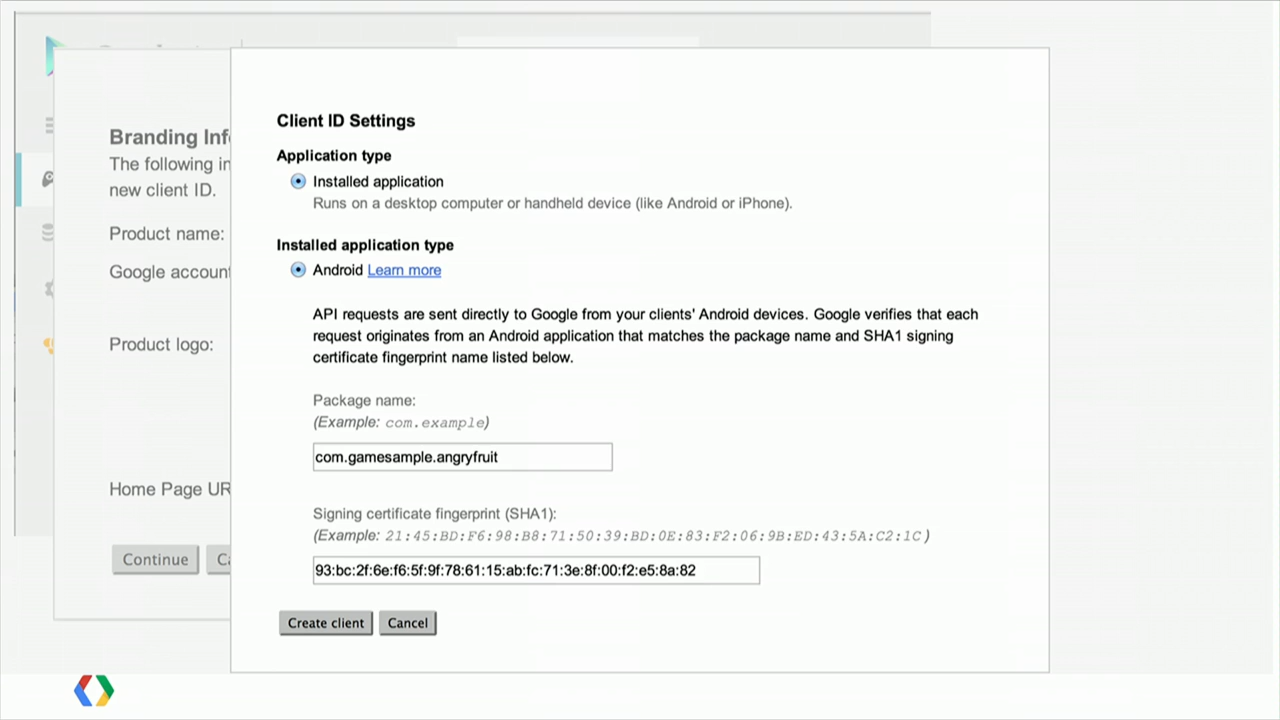 Client ID Settings
Application type
Installed application
Runs on a desktop computer or handheld device (like Android or iPhone).
Installed application type
Android Learn more
API requests are sent directly to Google from your clients' Android devices. Google verifies that each
request originates from an Android application that matches the package name and SHA1 signing
certificate fingerprint name listed below.
Package name:
(Example: com.example)
com.gamesample.angryfruit
Signing certificate fingerprint (SHA1):
(Example: 21:45:BD:F6:98:B8:71:50:39:BD:0E:83:F2:06:9B:ED:43:5A:C2:1C )
93:bc:2f:6e:f6:5f:9f:78:61:15:ab:fc:71:3e:8f:00:f2:e5:8a:82
Create client Cancel
Branding
The following
new client ID.
Product name:
Google account
Product logo:
Home Page
Continue